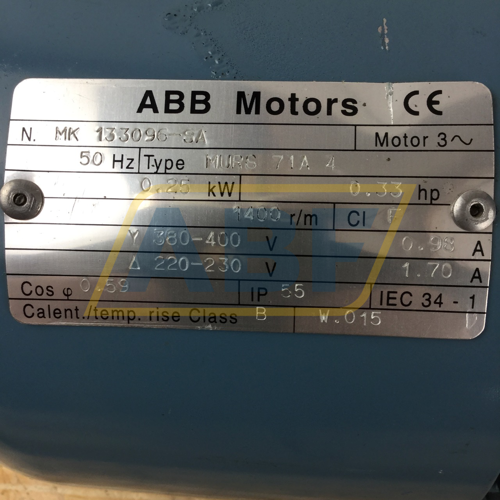 ABB Motors CE
N. MK 133096-SA Motor 3~
50 Hz Type 71A 4
0.25 kW 0.33 hp
1400 r/m Cl F
Y 380-400 V 0.98 A
Δ 220-230 V 1.70 A
Cos φ 0.59 IP 55 IEC 34 - 1
Calent./temp. rise Class B W.015
ABF